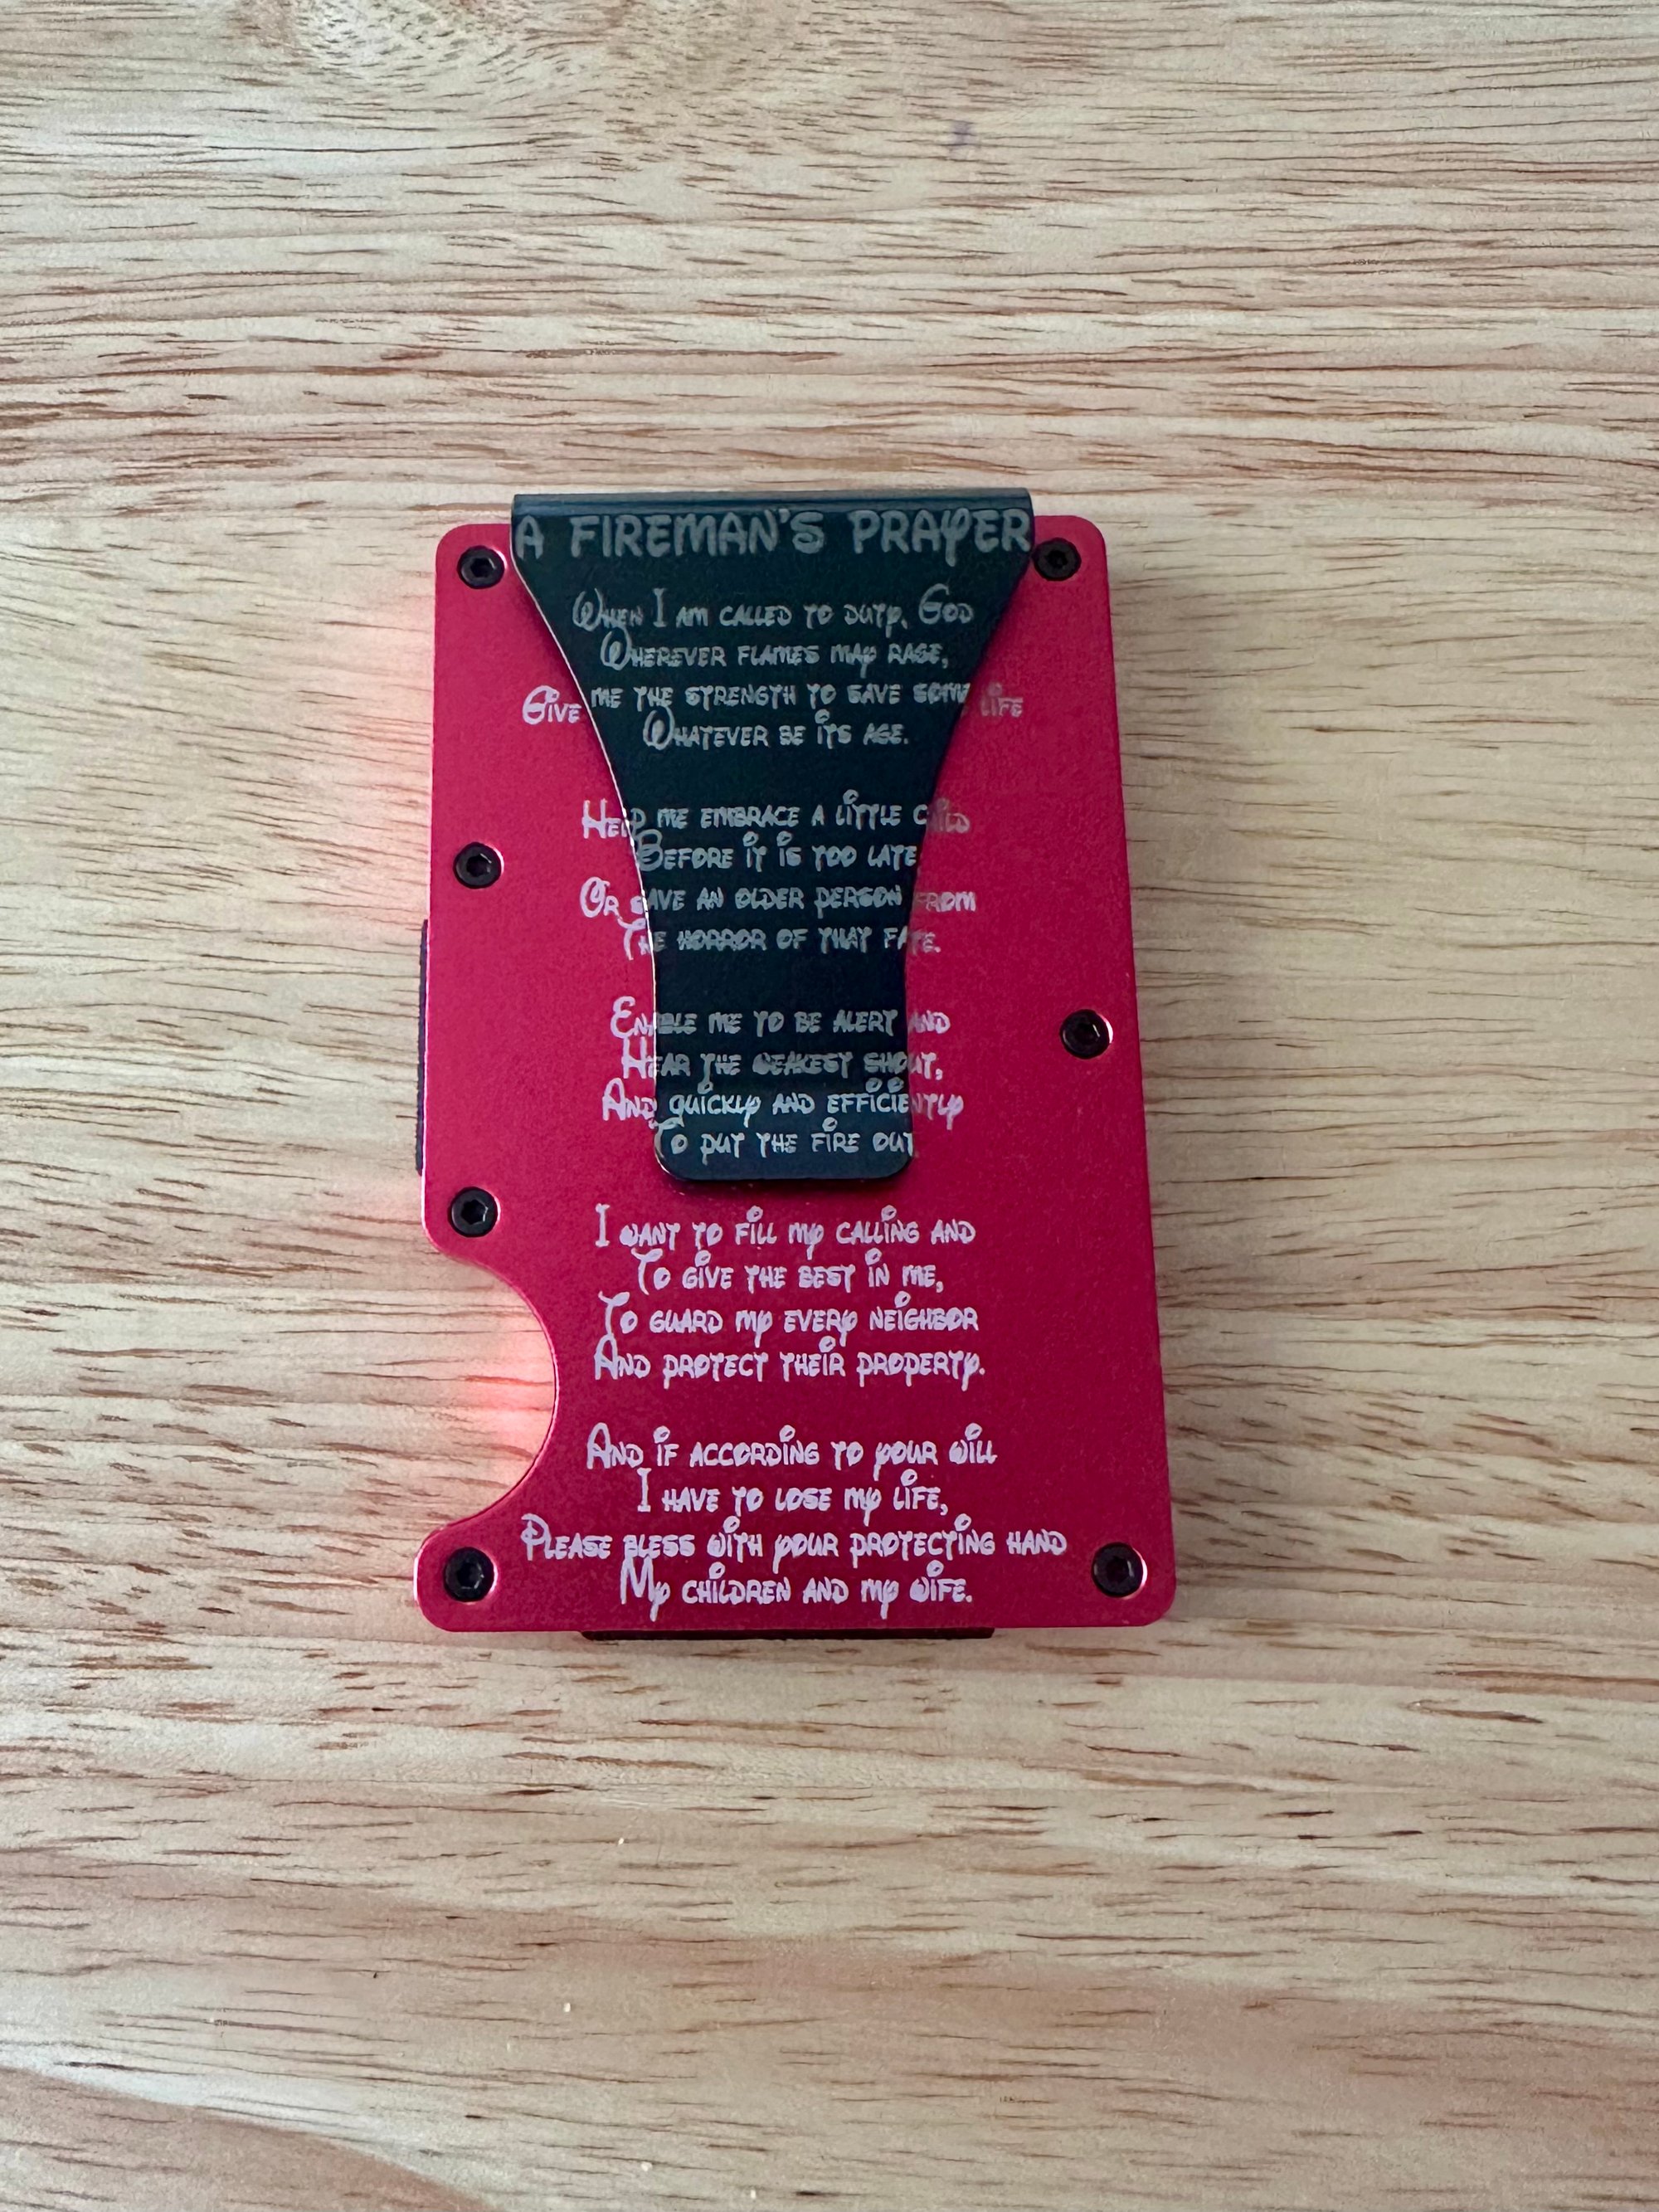 A FIREMAN'S PRAYER
When I am called to duty, God
Wherever flames may rage,
Give me the strength to save some life
Whatever be its age.
Help me embrace a little child
Before it is too late
Or save an older person from
The horror of that fate.
Enable me to be alert and
Hear the weakest shout,
And quickly and efficiently
To put the fire out.
I want to fill my calling and
To give the best in me,
To guard my every neighbor
And protect their property.
And if according to your will
I have to lose my life,
Please bless with your protecting hand
My children and my wife.